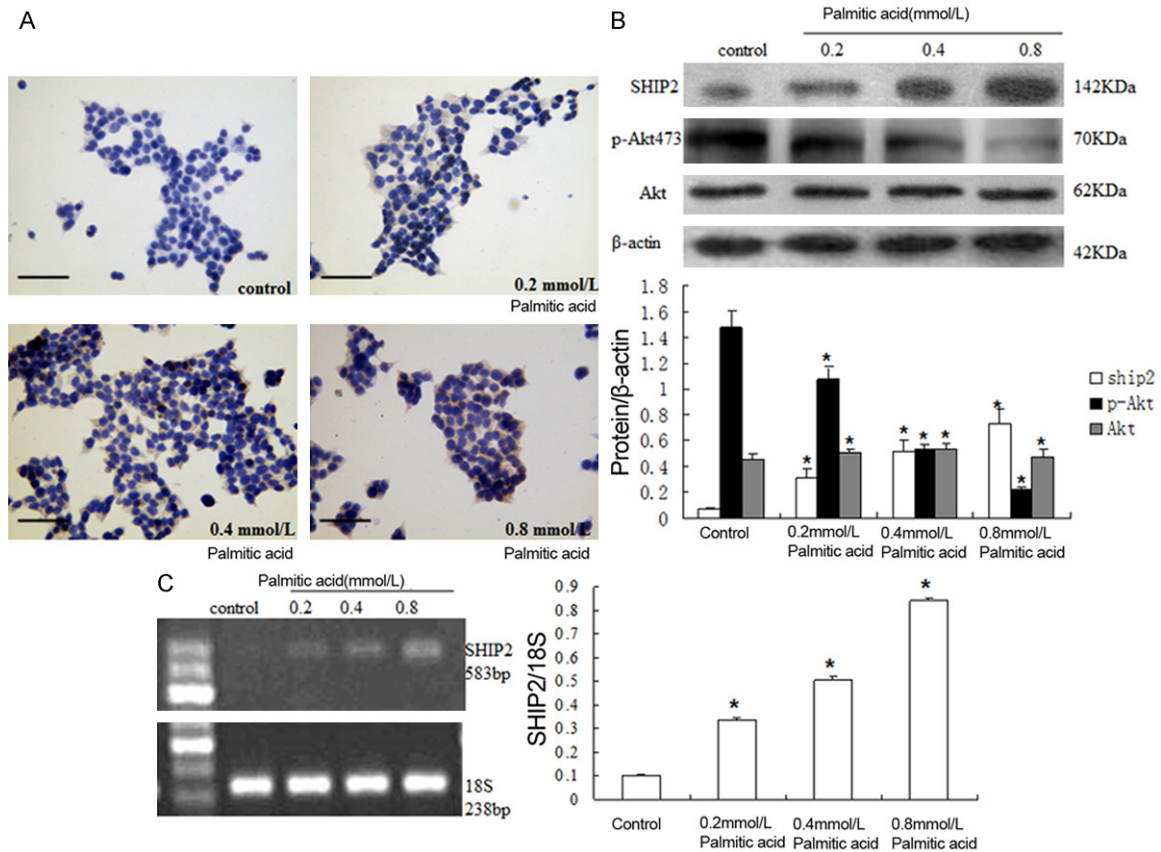 A
control
0.2 mmol/L
Palmitic acid
0.4 mmol/L
Palmitic acid
0.8 mmol/L
Palmitic acid
B
Palmitic acid(mmol/L)
control 0.2 0.4 0.8
SHIP2 142KDa
p-Akt473 70KDa
Akt 62KDa
β-actin 42KDa
Protein/β-actin
1.8
1.6
1.4
1.2
1
0.8
0.6
0.4
0.2
0
* * * * * * * * *
ship2
p-Akt
Akt
Control 0.2mmol/L 0.4mmol/L 0.8mmol/L
Palmitic acid Palmitic acid Palmitic acid
C
Palmitic acid(mmol/L)
control 0.2 0.4 0.8
SHIP2
583bp
18S
238bp
SHIP2/18S
0.9
0.8
0.7
0.6
0.5
0.4
0.3
0.2
0.1
0
* * *
Control 0.2mmol/L 0.4mmol/L 0.8mmol/L
Palmitic acid Palmitic acid Palmitic acid